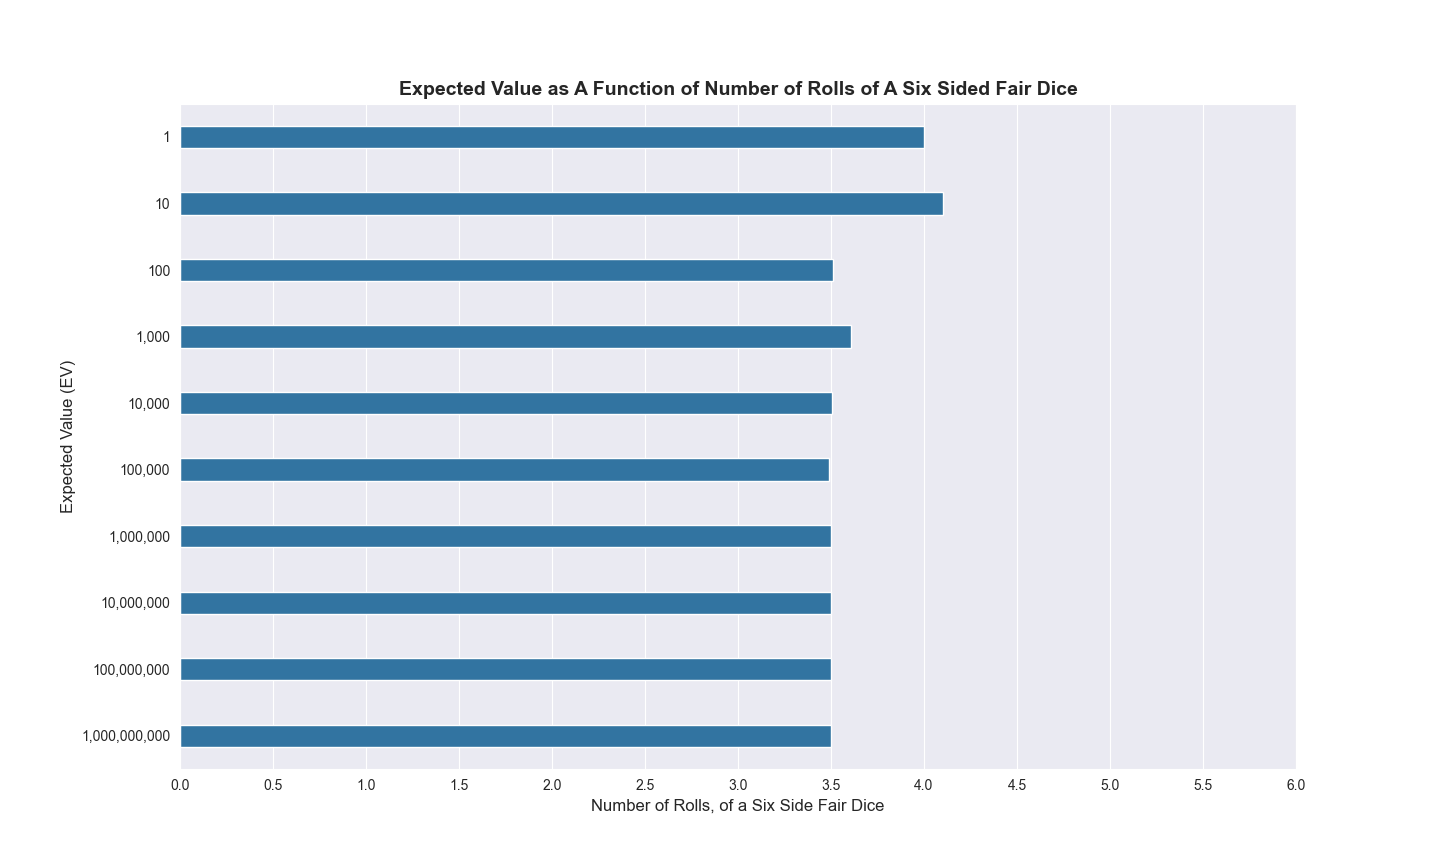 Expected Value as A Function of Number of Rolls of A Six Sided Fair Dice
1
10
100
1,000
10,000
100,000
1,000,000
10,000,000
100,000,000
1,000,000,000
Expected Value (EV)
0.0 0.5 1.0 1.5 2.0 2.5 3.0 3.5 4.0 4.5 5.0 5.5 6.0
Number of Rolls, of a Six Side Fair Dice